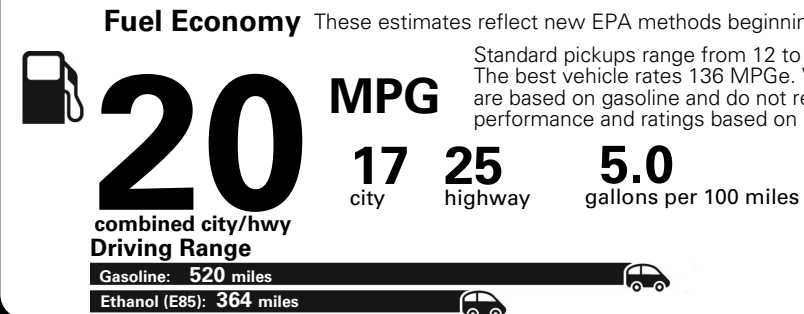 Fuel Economy These estimates reflect new EPA methods
Standard pickups range from 12 to
The best vehicle rates 136 MPGe.
are based on gasoline and do not
performance and ratings based on
20 MPG
17 25 5.0
city highway gallons per 100 miles
combined city/hwy
Driving Range
Gasoline: 520 miles
Ethanol (E85): 364 miles